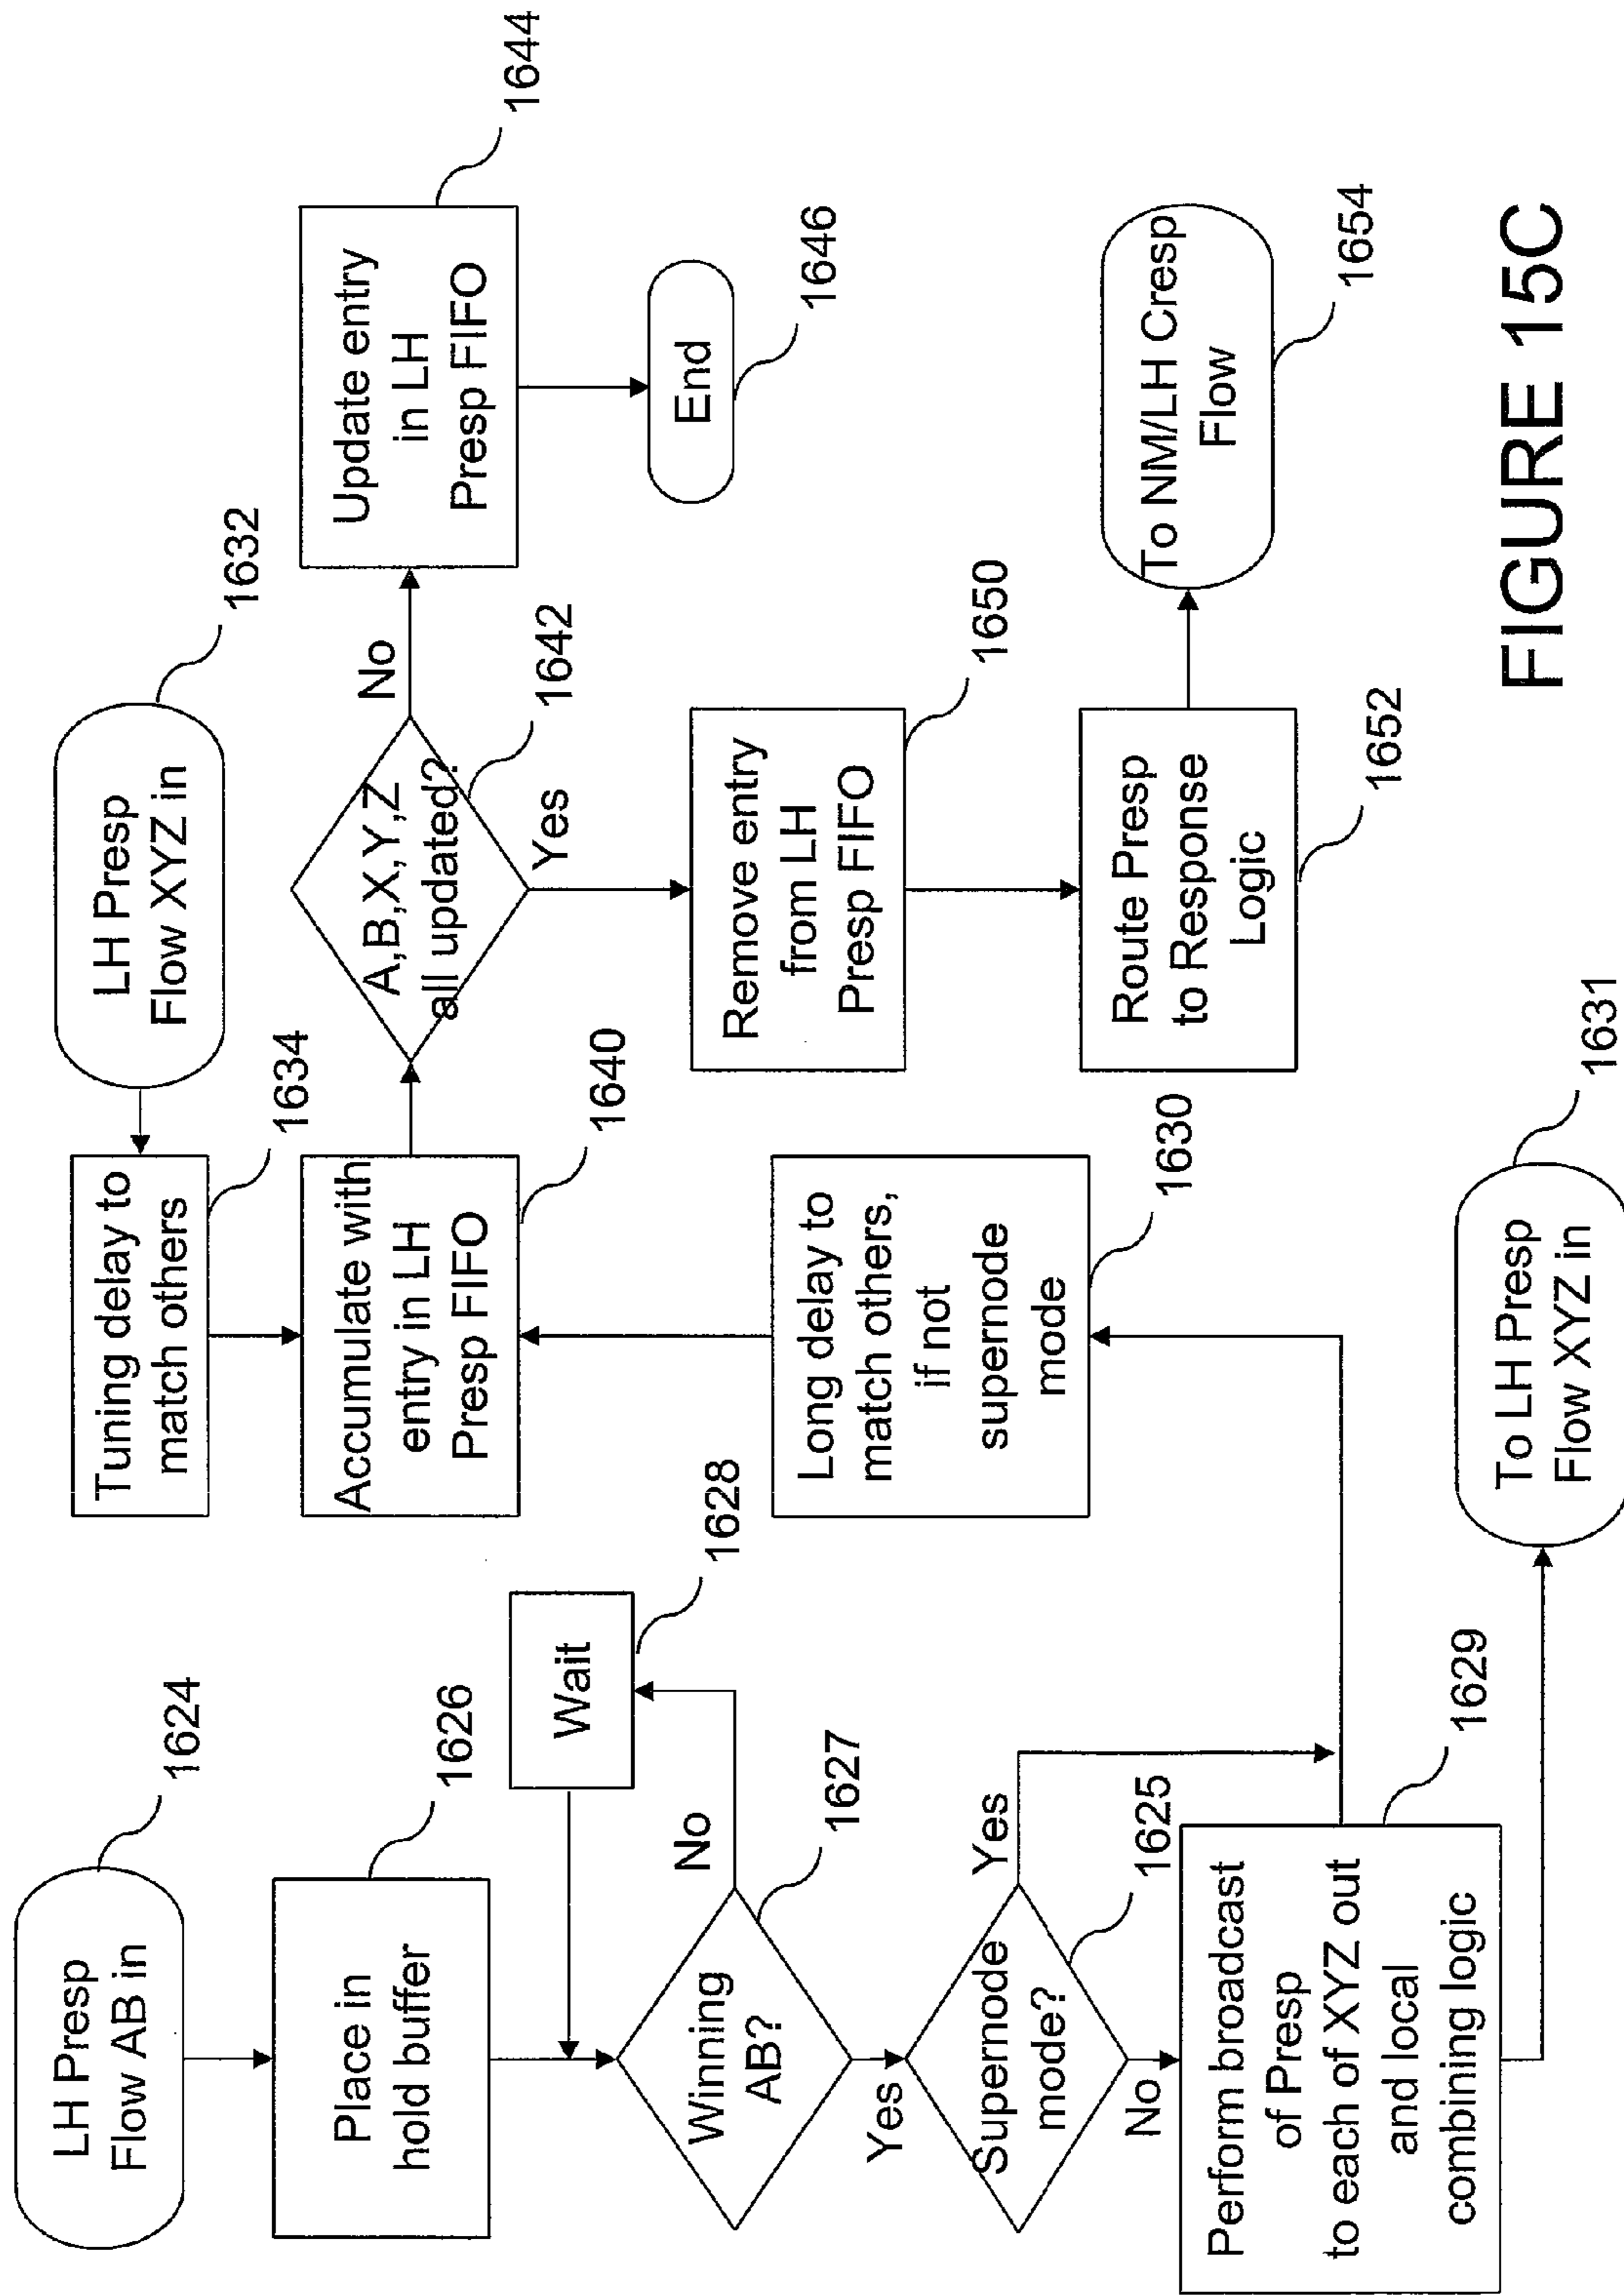 LH Presp
Flow AB in
1624
Place in
hold buffer
1626
Wait
1628
Winning
AB?
No
1627
Yes
Supernode
mode?
Yes
1625
No
Perform broadcast
of Presp
to each of XYZ out
and local
combining logic
1629
To LH Presp
Flow XYZ in
1631
LH Presp
Flow XYZ in
1632
Tuning delay to
match others
1634
Accumulate with
entry in LH
Presp FIFO
1640
Long delay to
match others,
if not
supernode
mode
1630
A,B,X,Y,Z
all updated?
No
1642
Yes
Update entry
in LH
Presp FIFO
1644
End
1646
Remove entry
from LH
Presp FIFO
1650
Route Presp
to Response
Logic
1652
To NM/LH Cresp
Flow
1654
FIGURE 15C